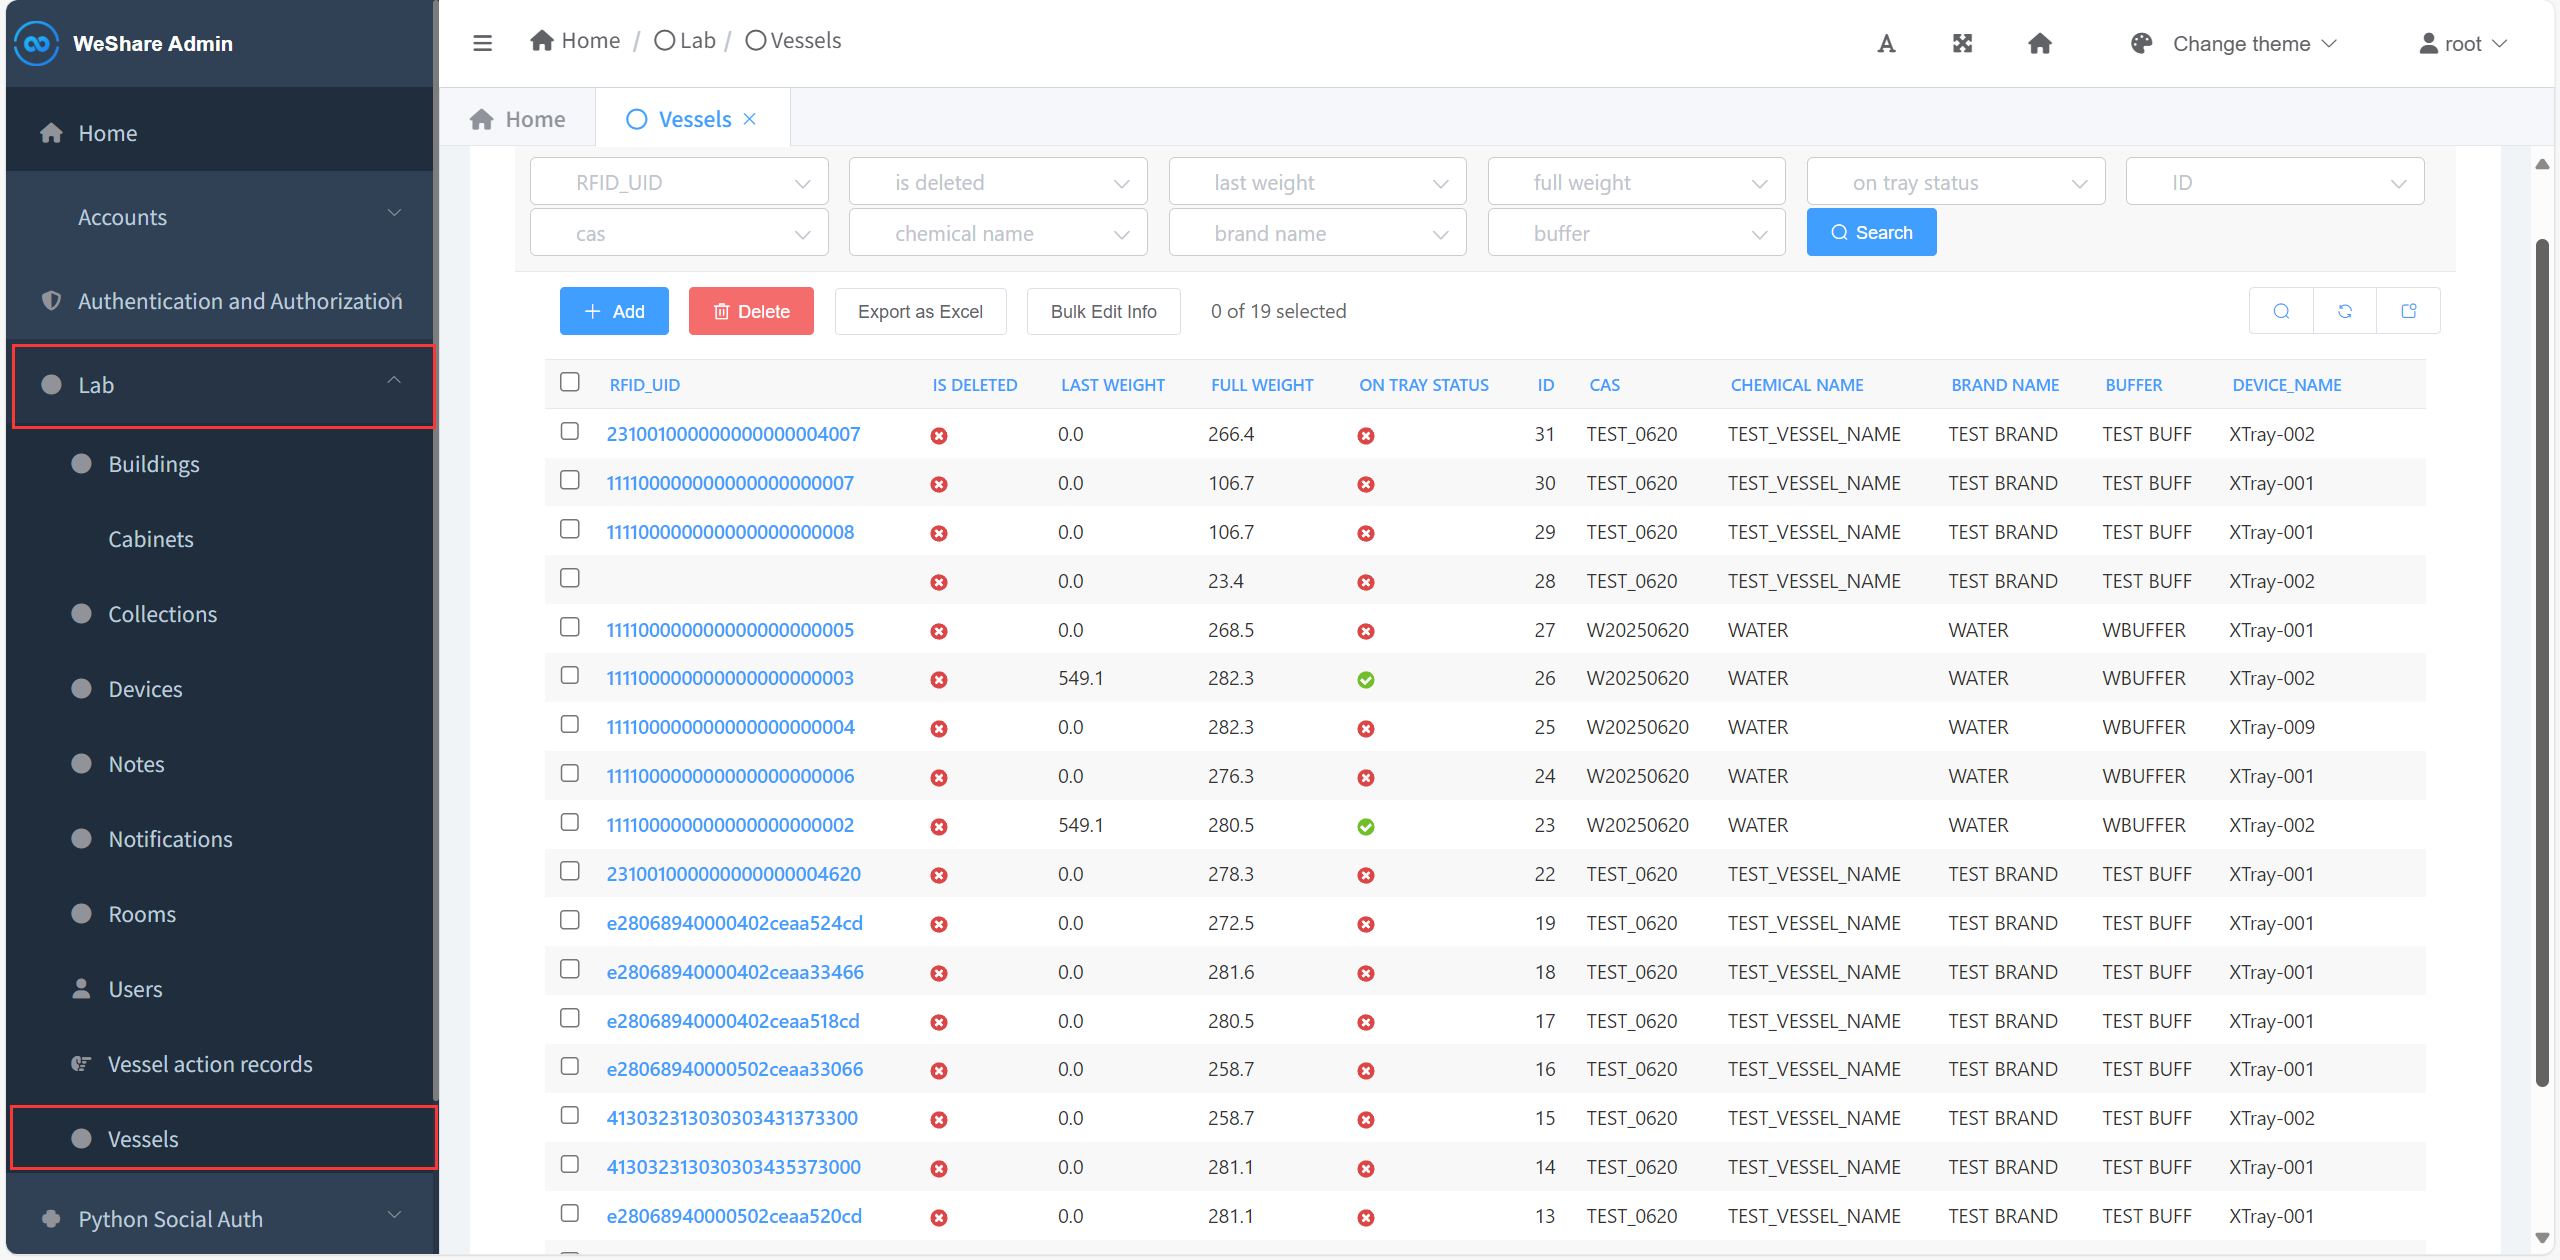 WeShare Admin
Home / Lab / Vessels
Change theme
root
Home
Accounts
Authentication and Authorization
Lab
Buildings
Cabinets
Collections
Devices
Notes
Notifications
Rooms
Users
Vessel action records
Vessels
Python Social Auth
Home
Vessels
RFID_UID is deleted last weight full weight on tray status ID
cas chemical name brand name buffer Search
Add Delete Export as Excel Bulk Edit Info 0 of 19 selected
RFID_UID IS DELETED LAST WEIGHT FULL WEIGHT ON TRAY STATUS ID CAS CHEMICAL NAME BRAND NAME BUFFER DEVICE_NAME
231001000000000000004007 0.0 266.4 31 TEST_0620 TEST_VESSEL_NAME TEST BRAND TEST BUFF XTray-002
111100000000000000000007 0.0 106.7 30 TEST_0620 TEST_VESSEL_NAME TEST BRAND TEST BUFF XTray-001
111100000000000000000008 0.0 106.7 29 TEST_0620 TEST_VESSEL_NAME TEST BRAND TEST BUFF XTray-001
0.0 23.4 28 TEST_0620 TEST_VESSEL_NAME TEST BRAND TEST BUFF XTray-002
111100000000000000000005 0.0 268.5 27 W20250620 WATER WATER WBUFFER XTray-001
111100000000000000000003 549.1 282.3 26 W20250620 WATER WATER WBUFFER XTray-002
111100000000000000000004 0.0 282.3 25 W20250620 WATER WATER WBUFFER XTray-009
111100000000000000000006 0.0 276.3 24 W20250620 WATER WATER WBUFFER XTray-001
111100000000000000000002 549.1 280.5 23 W20250620 WATER WATER WBUFFER XTray-002
231001000000000000004620 0.0 278.3 22 TEST_0620 TEST_VESSEL_NAME TEST BRAND TEST BUFF XTray-001
e28068940000402ceaa524cd 0.0 272.5 19 TEST_0620 TEST_VESSEL_NAME TEST BRAND TEST BUFF XTray-001
e28068940000402ceaa33466 0.0 281.6 18 TEST_0620 TEST_VESSEL_NAME TEST BRAND TEST BUFF XTray-001
e28068940000402ceaa518cd 0.0 280.5 17 TEST_0620 TEST_VESSEL_NAME TEST BRAND TEST BUFF XTray-001
e28068940000502ceaa33066 0.0 258.7 16 TEST_0620 TEST_VESSEL_NAME TEST BRAND TEST BUFF XTray-001
413032313030303431373300 0.0 258.7 15 TEST_0620 TEST_VESSEL_NAME TEST BRAND TEST BUFF XTray-002
413032313030303435373000 0.0 281.1 14 TEST_0620 TEST_VESSEL_NAME TEST BRAND TEST BUFF XTray-001
e28068940000502ceaa520cd 0.0 281.1 13 TEST_0620 TEST_VESSEL_NAME TEST BRAND TEST BUFF XTray-001